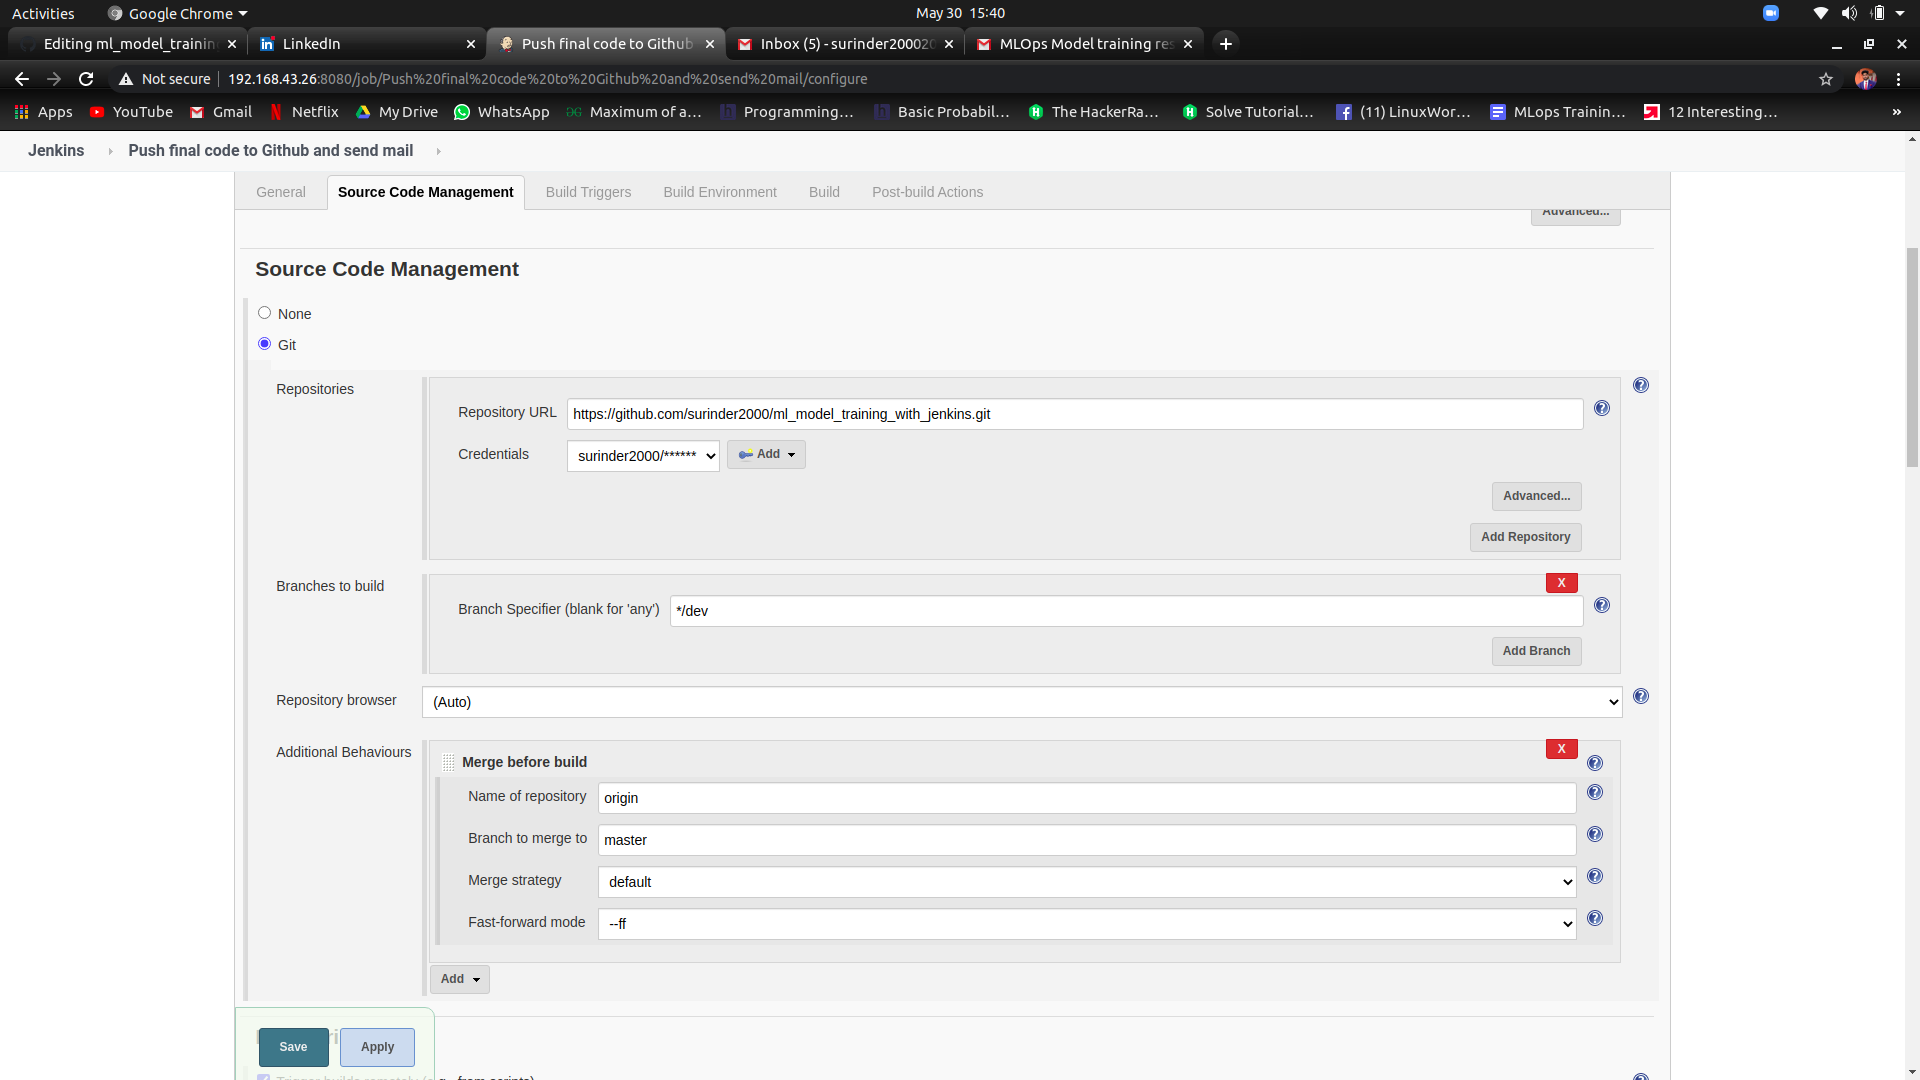 Activities Google Chrome May 30 15:40
Editing ml_model_trainin LinkedIn Push final code to Github Inbox (5) - surinder200020 MLOps Model training res
Not secure 192.168.43.26:8080/job/Push%20final%20code%20to%20Github%20and%20send%20mail/configure
Apps YouTube Gmail Netflix My Drive WhatsApp Maximum of a... Programming... Basic Probabil... The HackerRa... Solve Tutorial... (11) LinuxWor... MLops Trainin... 12 Interesting... »
Jenkins Push final code to Github and send mail
General Source Code Management Build Triggers Build Environment Build Post-build Actions
Advanced...
Source Code Management
None
Git
Repositories
Repository URL https://github.com/surinder2000/ml_model_training_with_jenkins.git
Credentials surinder2000/****** Add
Advanced...
Add Repository
Branches to build
X
Branch Specifier (blank for 'any') */dev
Add Branch
Repository browser (Auto)
Additional Behaviours
X
Merge before build
Name of repository origin
Branch to merge to master
Merge strategy default
Fast-forward mode --ff
Add
Save Apply